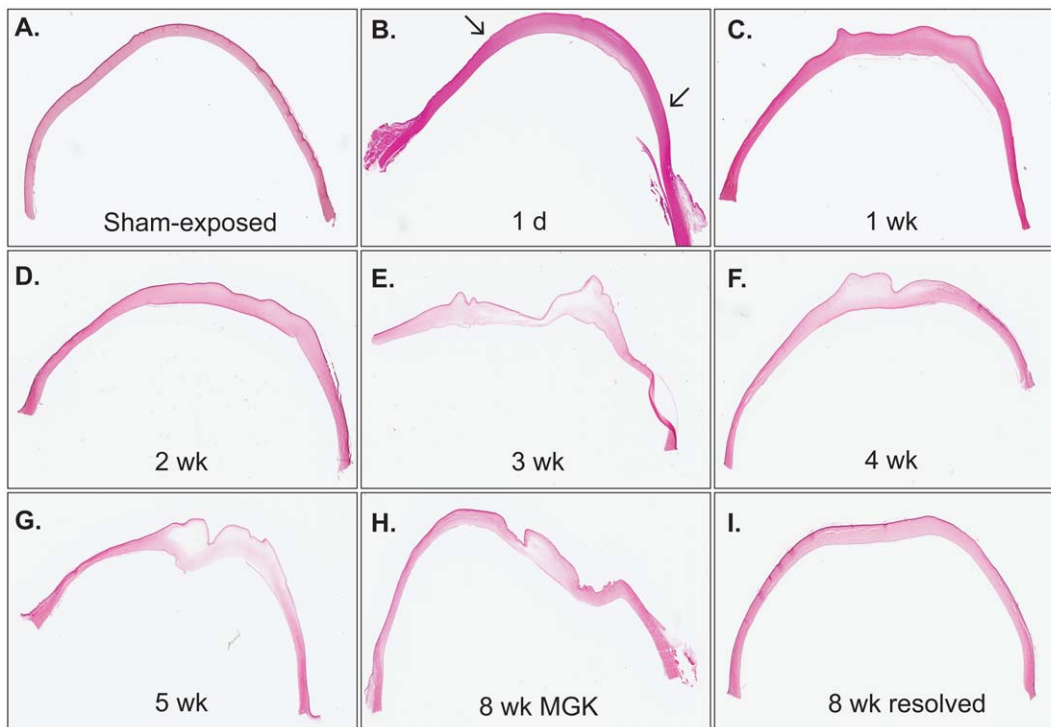 A.
Sham-exposed
B.
1 d
C.
1 wk
D.
2 wk
E.
3 wk
F.
4 wk
G.
5 wk
H.
8 wk MGK
I.
8 wk resolved